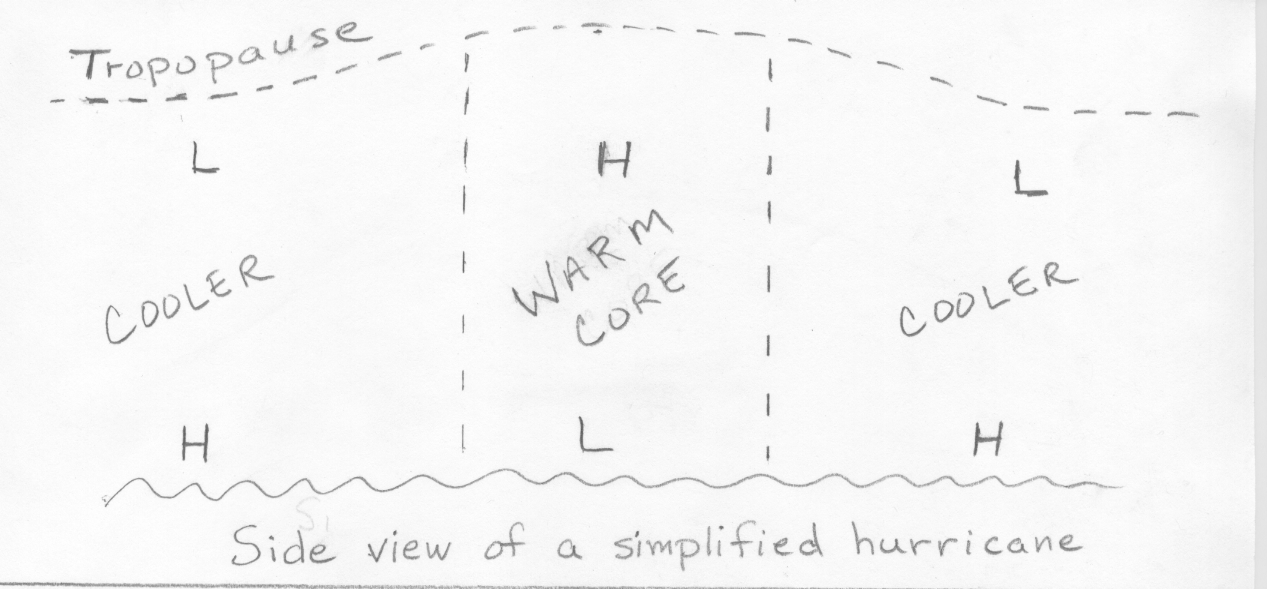 Tropopause
L H L
WARM
CORE
COOLER COOLER
H L H
Side view of a simplified hurricane